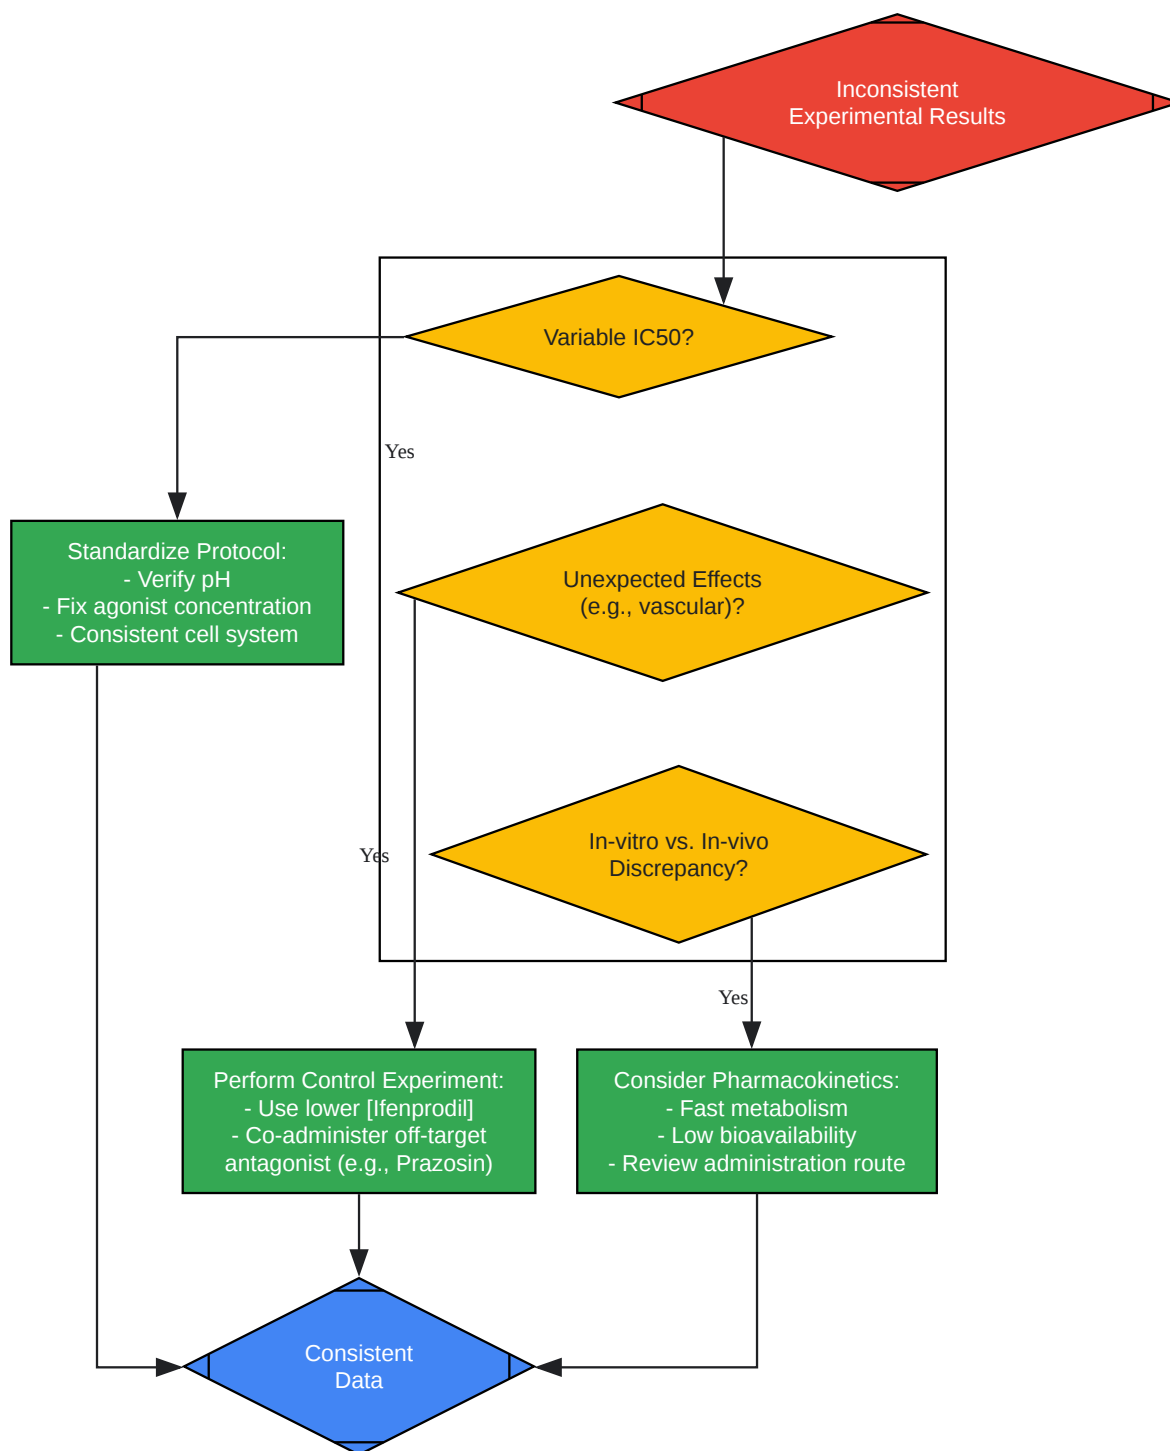 Inconsistent
Experimental Results
Variable IC50?
Yes
Standardize Protocol:
- Verify pH
- Fix agonist concentration
- Consistent cell system
Unexpected Effects
(e.g., vascular)?
In-vitro vs. In-vivo
Discrepancy?
Yes
Yes
Perform Control Experiment:
- Use lower [Ifenprodil]
- Co-administer off-target
antagonist (e.g., Prazosin)
Consider Pharmacokinetics:
- Fast metabolism
- Low bioavailability
- Review administration route
Consistent
Data